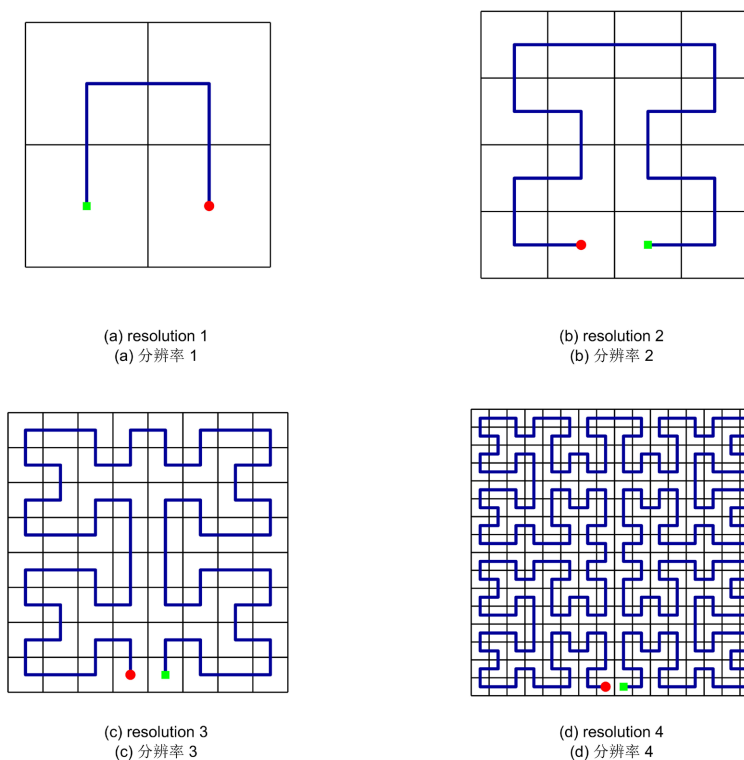 (a) resolution 1
(a) 分辨率 1
(b) resolution 2
(b) 分辨率 2
(c) resolution 3
(c) 分辨率 3
(d) resolution 4
(d) 分辨率 4